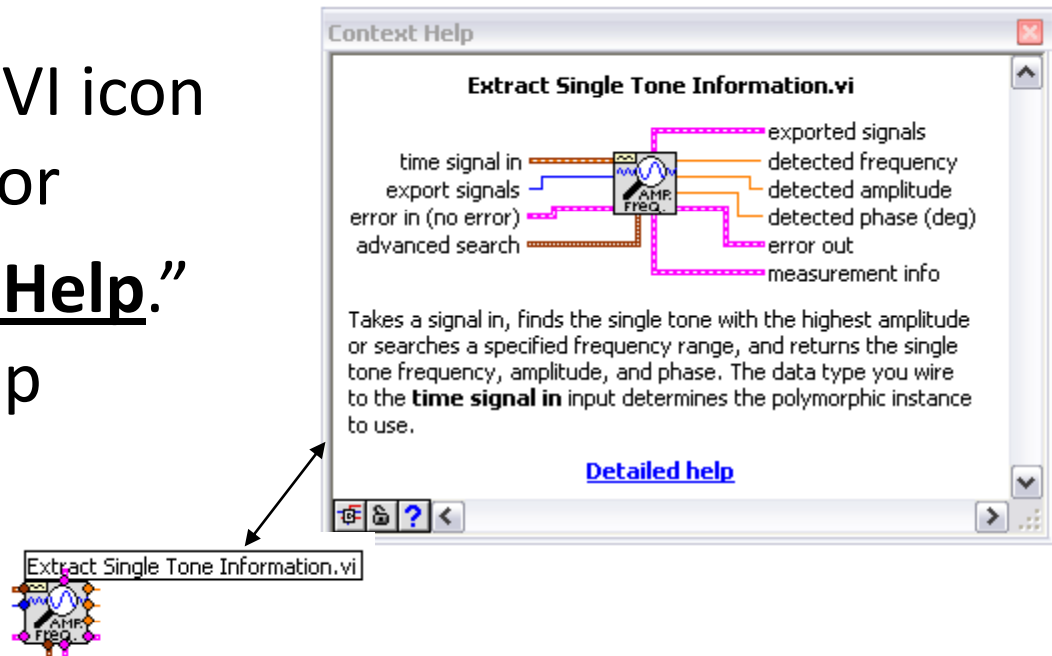 VI icon
or
Help.”
p
Context Help
Extract Single Tone Information.vi
exported signals
time signal in
detected frequency
export signals
detected amplitude
error in (no error)
detected phase (deg)
advanced search
error out
measurement info
AMP.
Freq.
Takes a signal in, finds the single tone with the highest amplitude
or searches a specified frequency range, and returns the single
tone frequency, amplitude, and phase. The data type you wire
to the time signal in input determines the polymorphic instance
to use.
Detailed help
?
Extract Single Tone Information.vi
AMP.
Freq.